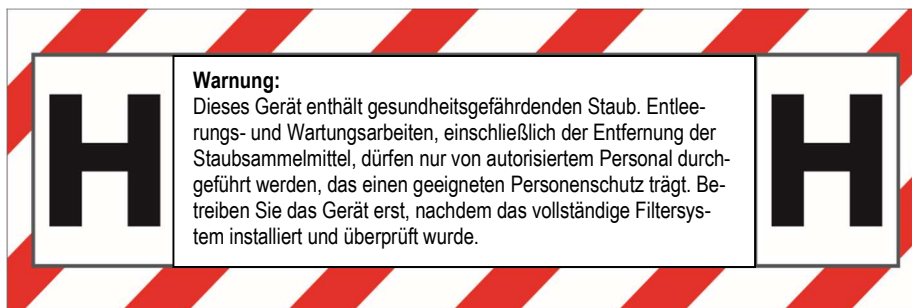 H
Warnung:
Dieses Gerät enthält gesundheitsgefährdenden Staub. Entlee-
rungs- und Wartungsarbeiten, einschließlich der Entfernung der
Staubsammelmittel, dürfen nur von autorisiertem Personal durch-
geführt werden, das einen geeigneten Personenschutz trägt. Be-
treiben Sie das Gerät erst, nachdem das vollständige Filtersys-
tem installiert und überprüft wurde.
H